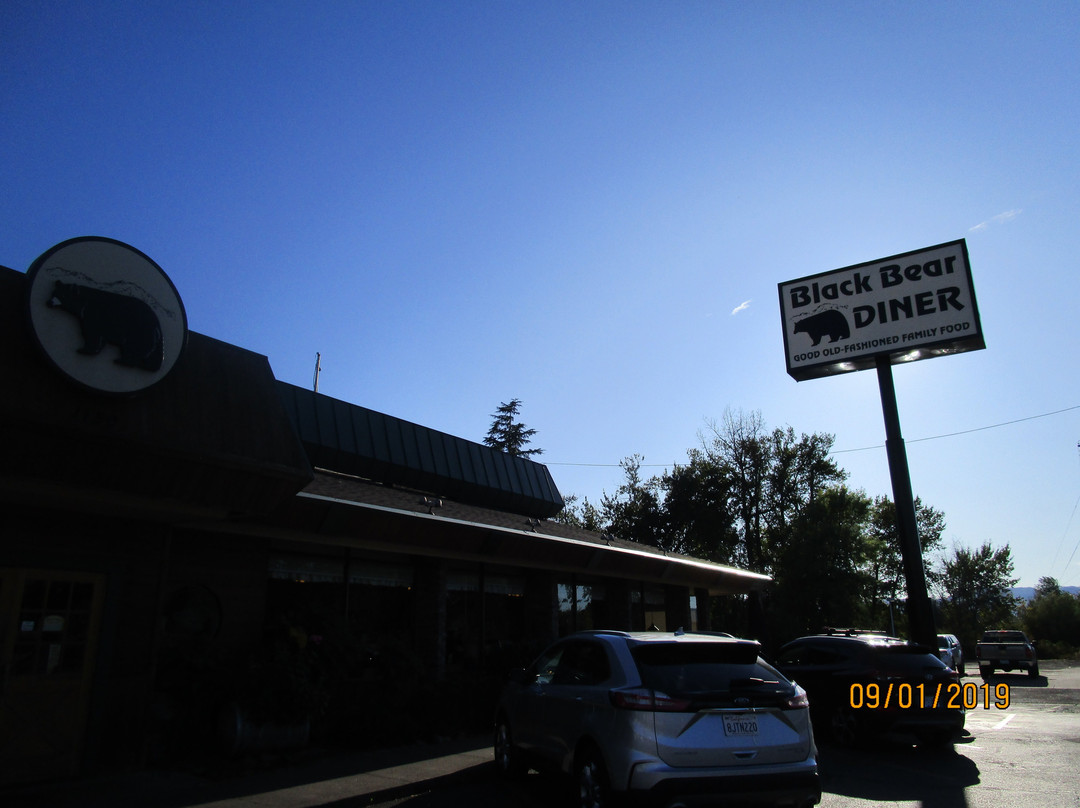 Black Bear
DINER
GOOD OLD-FASHIONED FAMILY FOOD
8JTN220
09/01/2019